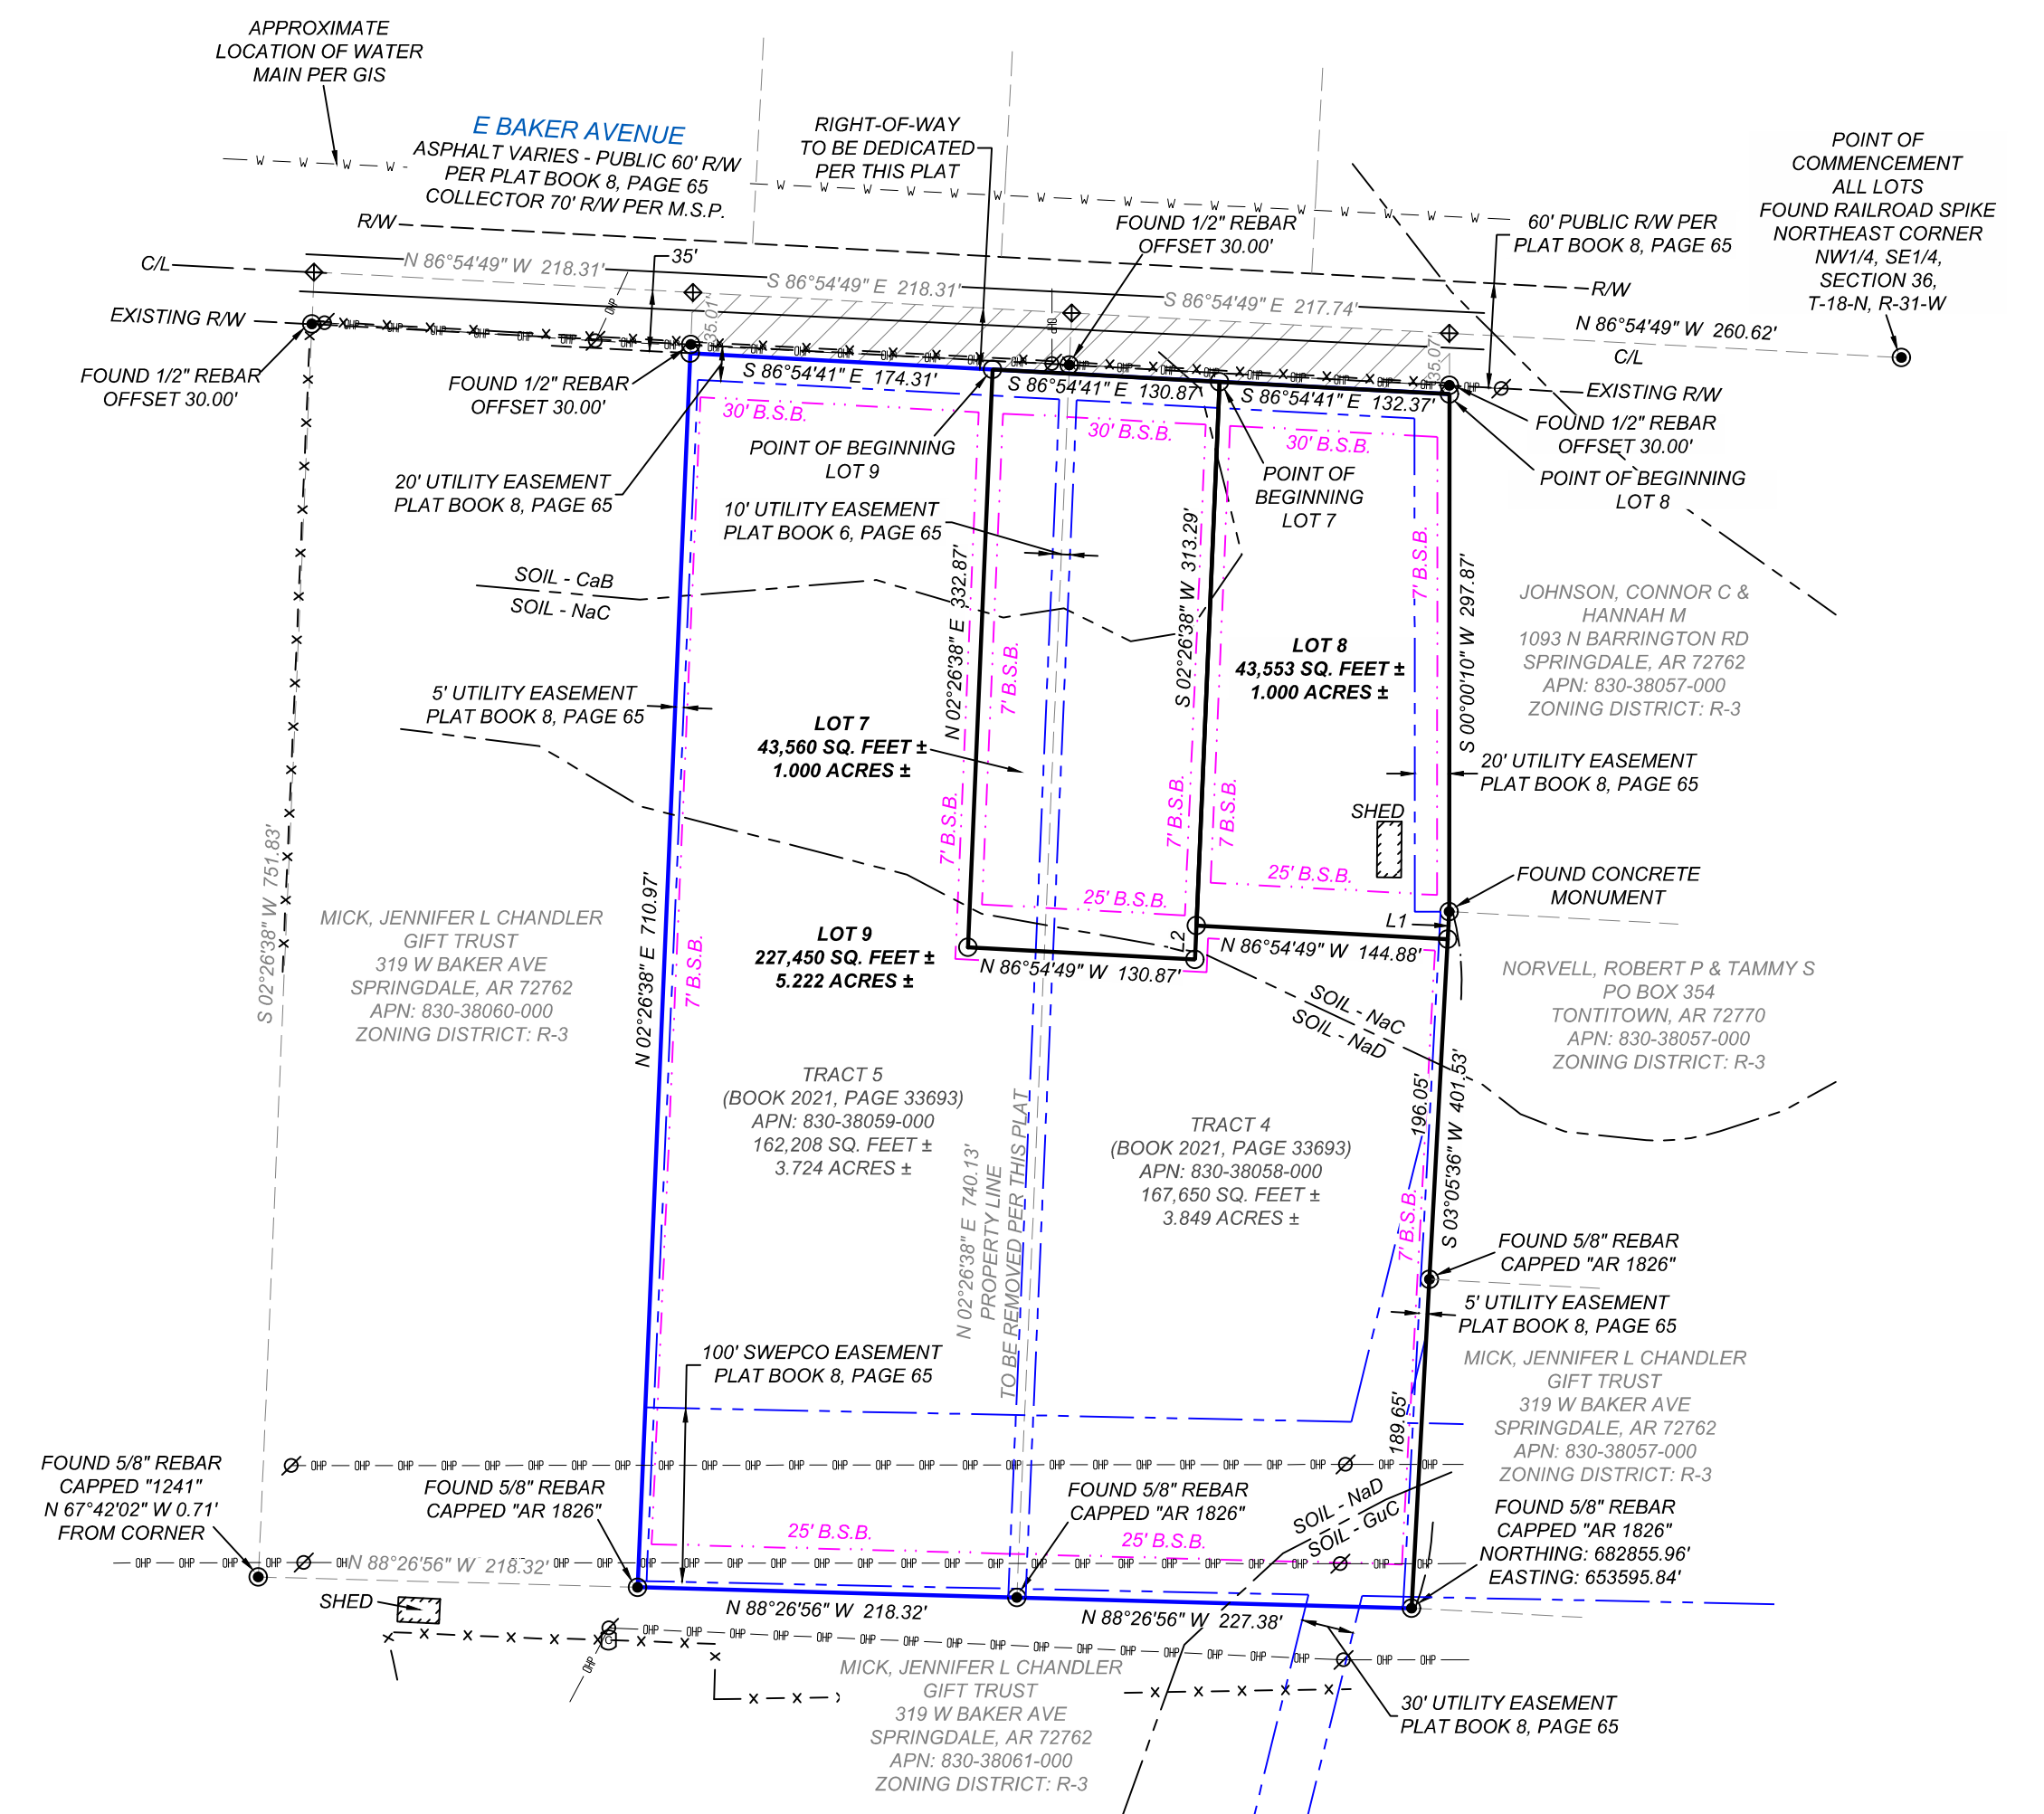 APPROXIMATE
LOCATION OF WATER
MAIN PER GIS
E BAKER AVENUE
ASPHALT VARIES - PUBLIC 60' R/W
PER PLAT BOOK 8, PAGE 65
COLLECTOR 70' R/W PER M.S.P.
RIGHT-OF-WAY
TO BE DEDICATED
PER THIS PLAT
POINT OF
COMMENCEMENT
ALL LOTS
FOUND RAILROAD SPIKE
NORTHEAST CORNER
NW1/4, SE1/4,
SECTION 36,
T-18-N, R-31-W
60' PUBLIC R/W PER
PLAT BOOK 8, PAGE 65
FOUND 1/2" REBAR
OFFSET 30.00'
R/W
C/L
35'
N 86°54'49" W 218.31'
S 86°54'49" E 218.31'
S 86°54'49" E 217.74'
R/W
N 86°54'49" W 260.62'
C/L
EXISTING R/W
EXISTING R/W
35.01'
35.07'
FOUND 1/2" REBAR
OFFSET 30.00'
FOUND 1/2" REBAR
OFFSET 30.00'
S 86°54'41" E 174.31'
S 86°54'41" E 130.87'
S 86°54'41" E 132.37'
FOUND 1/2" REBAR
OFFSET 30.00'
POINT OF BEGINNING
LOT 8
30' B.S.B.
30' B.S.B.
30' B.S.B.
POINT OF BEGINNING
LOT 9
POINT OF
BEGINNING
LOT 7
20' UTILITY EASEMENT
PLAT BOOK 8, PAGE 65
10' UTILITY EASEMENT
PLAT BOOK 6, PAGE 65
SOIL - CaB
SOIL - NaC
N 02°26'38" E 332.87'
S 02°26'38" W 313.29'
7' B.S.B.
S 00°00'10" W 297.87'
JOHNSON, CONNOR C &
HANNAH M
1093 N BARRINGTON RD
SPRINGDALE, AR 72762
APN: 830-38057-000
ZONING DISTRICT: R-3
LOT 8
43,553 SQ. FEET ±
1.000 ACRES ±
7' B.S.B.
5' UTILITY EASEMENT
PLAT BOOK 8, PAGE 65
LOT 7
43,560 SQ. FEET ±
1.000 ACRES ±
20' UTILITY EASEMENT
PLAT BOOK 8, PAGE 65
SHED
7' B.S.B.
7' B.S.B.
7' B.S.B.
25' B.S.B.
25' B.S.B.
FOUND CONCRETE
MONUMENT
L1
L2
N 86°54'49" W 144.88'
N 86°54'49" W 130.87'
S 02°26'38" W 751.83'
MICK, JENNIFER L CHANDLER
GIFT TRUST
319 W BAKER AVE
SPRINGDALE, AR 72762
APN: 830-38060-000
ZONING DISTRICT: R-3
N 02°26'38" E 710.97'
7' B.S.B.
LOT 9
227,450 SQ. FEET ±
5.222 ACRES ±
NORVELL, ROBERT P & TAMMY S
PO BOX 354
TONTITOWN, AR 72770
APN: 830-38057-000
ZONING DISTRICT: R-3
SOIL - NaC
SOIL - NaD
TRACT 5
(BOOK 2021, PAGE 33693)
APN: 830-38059-000
162,208 SQ. FEET ±
3.724 ACRES ±
TRACT 4
(BOOK 2021, PAGE 33693)
APN: 830-38058-000
167,650 SQ. FEET ±
3.849 ACRES ±
N 02°26'38" E 740.13'
PROPERTY LINE
TO BE REMOVED PER THIS PLAT
196.05'
S 03°05'36" W 401.53'
7' B.S.B.
FOUND 5/8" REBAR
CAPPED "AR 1826"
5' UTILITY EASEMENT
PLAT BOOK 8, PAGE 65
100' SWEPCO EASEMENT
PLAT BOOK 8, PAGE 65
189.65'
MICK, JENNIFER L CHANDLER
GIFT TRUST
319 W BAKER AVE
SPRINGDALE, AR 72762
APN: 830-38057-000
ZONING DISTRICT: R-3
FOUND 5/8" REBAR
CAPPED "1241"
N 67°42'02" W 0.71'
FROM CORNER
FOUND 5/8" REBAR
CAPPED "AR 1826"
FOUND 5/8" REBAR
CAPPED "AR 1826"
SOIL - NaD
SOIL - GuC
FOUND 5/8" REBAR
CAPPED "AR 1826"
NORTHING: 682855.96'
EASTING: 653595.84'
25' B.S.B.
25' B.S.B.
N 88°26'56" W 218.32'
SHED
N 88°26'56" W 218.32'
N 88°26'56" W 227.38'
MICK, JENNIFER L CHANDLER
GIFT TRUST
319 W BAKER AVE
SPRINGDALE, AR 72762
APN: 830-38061-000
ZONING DISTRICT: R-3
30' UTILITY EASEMENT
PLAT BOOK 8, PAGE 65